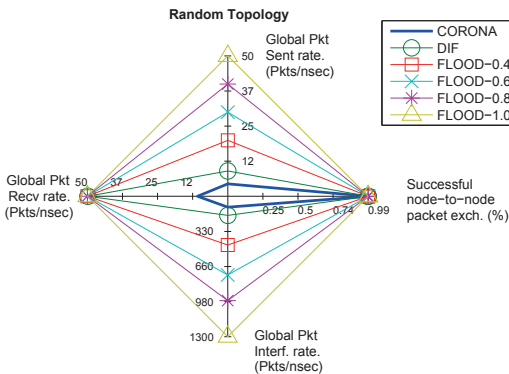 Random Topology
Global Pkt
Sent rate.
(Pkts/nsec)
50
37
25
12
CORONA
DIF
FLOOD−0.4
FLOOD−0.6
FLOOD−0.8
FLOOD−1.0
Global Pkt
Recv rate.
(Pkts/nsec)
50 37 25 12
0.25 0.5 0.74 0.99
Successful
node−to−node
packet exch. (%)
330
660
980
1300
Global Pkt
Interf. rate.
(Pkts/nsec)